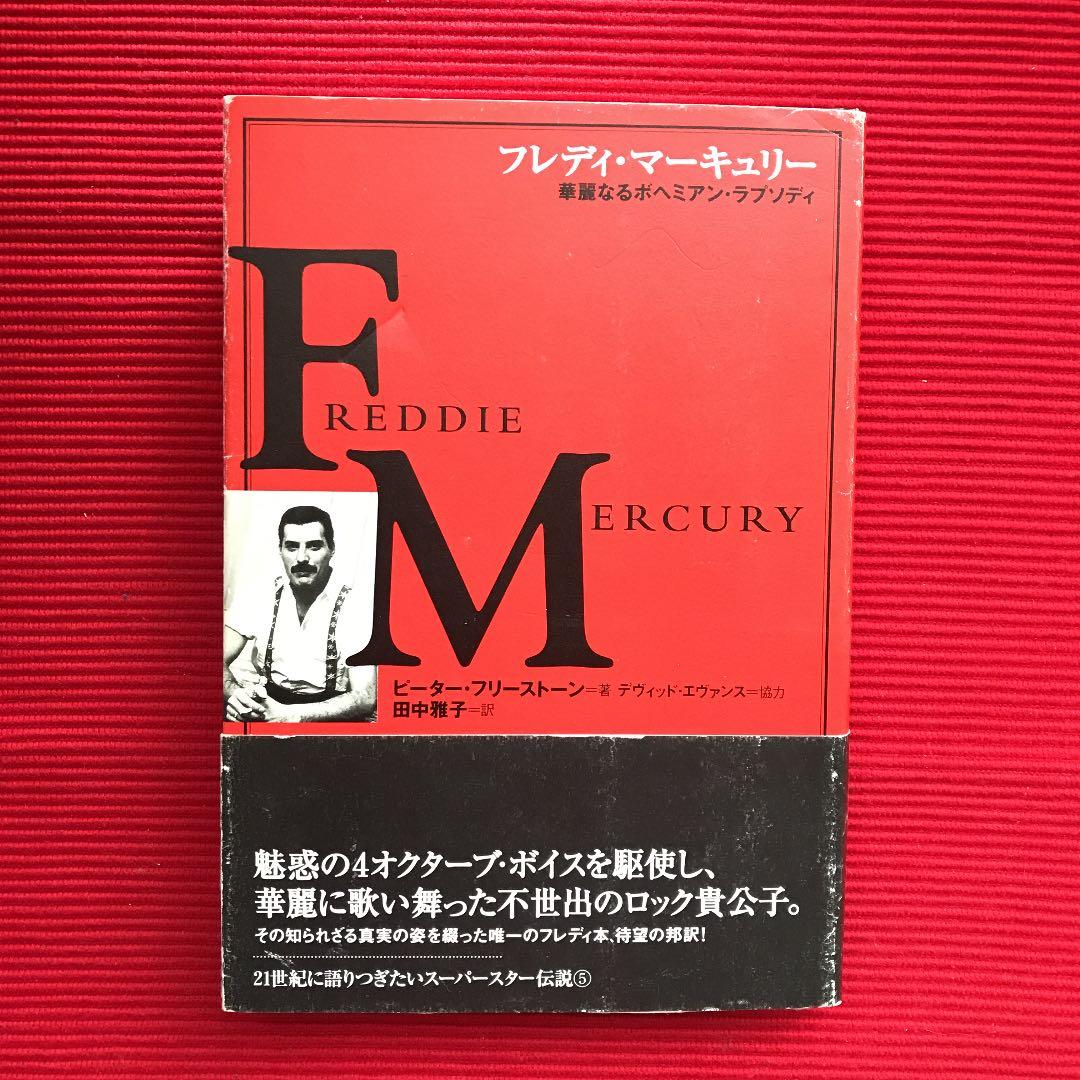 フレディ・マーキュリー
華麗なるボヘミアン・ラプソディ
FREDDIE
MERCURY
ピーター・フリーストーン=著 デヴィッド・エヴァンス=協力
田中雅子=訳
魅惑の4オクターブ・ボイスを駆使し、
華麗に歌い舞った不世出のロック貴公子。
その知られざる真実の姿を綴った唯一のフレディ本、待望の邦訳!
21世紀に語りつぎたいスーパースター伝説⑤